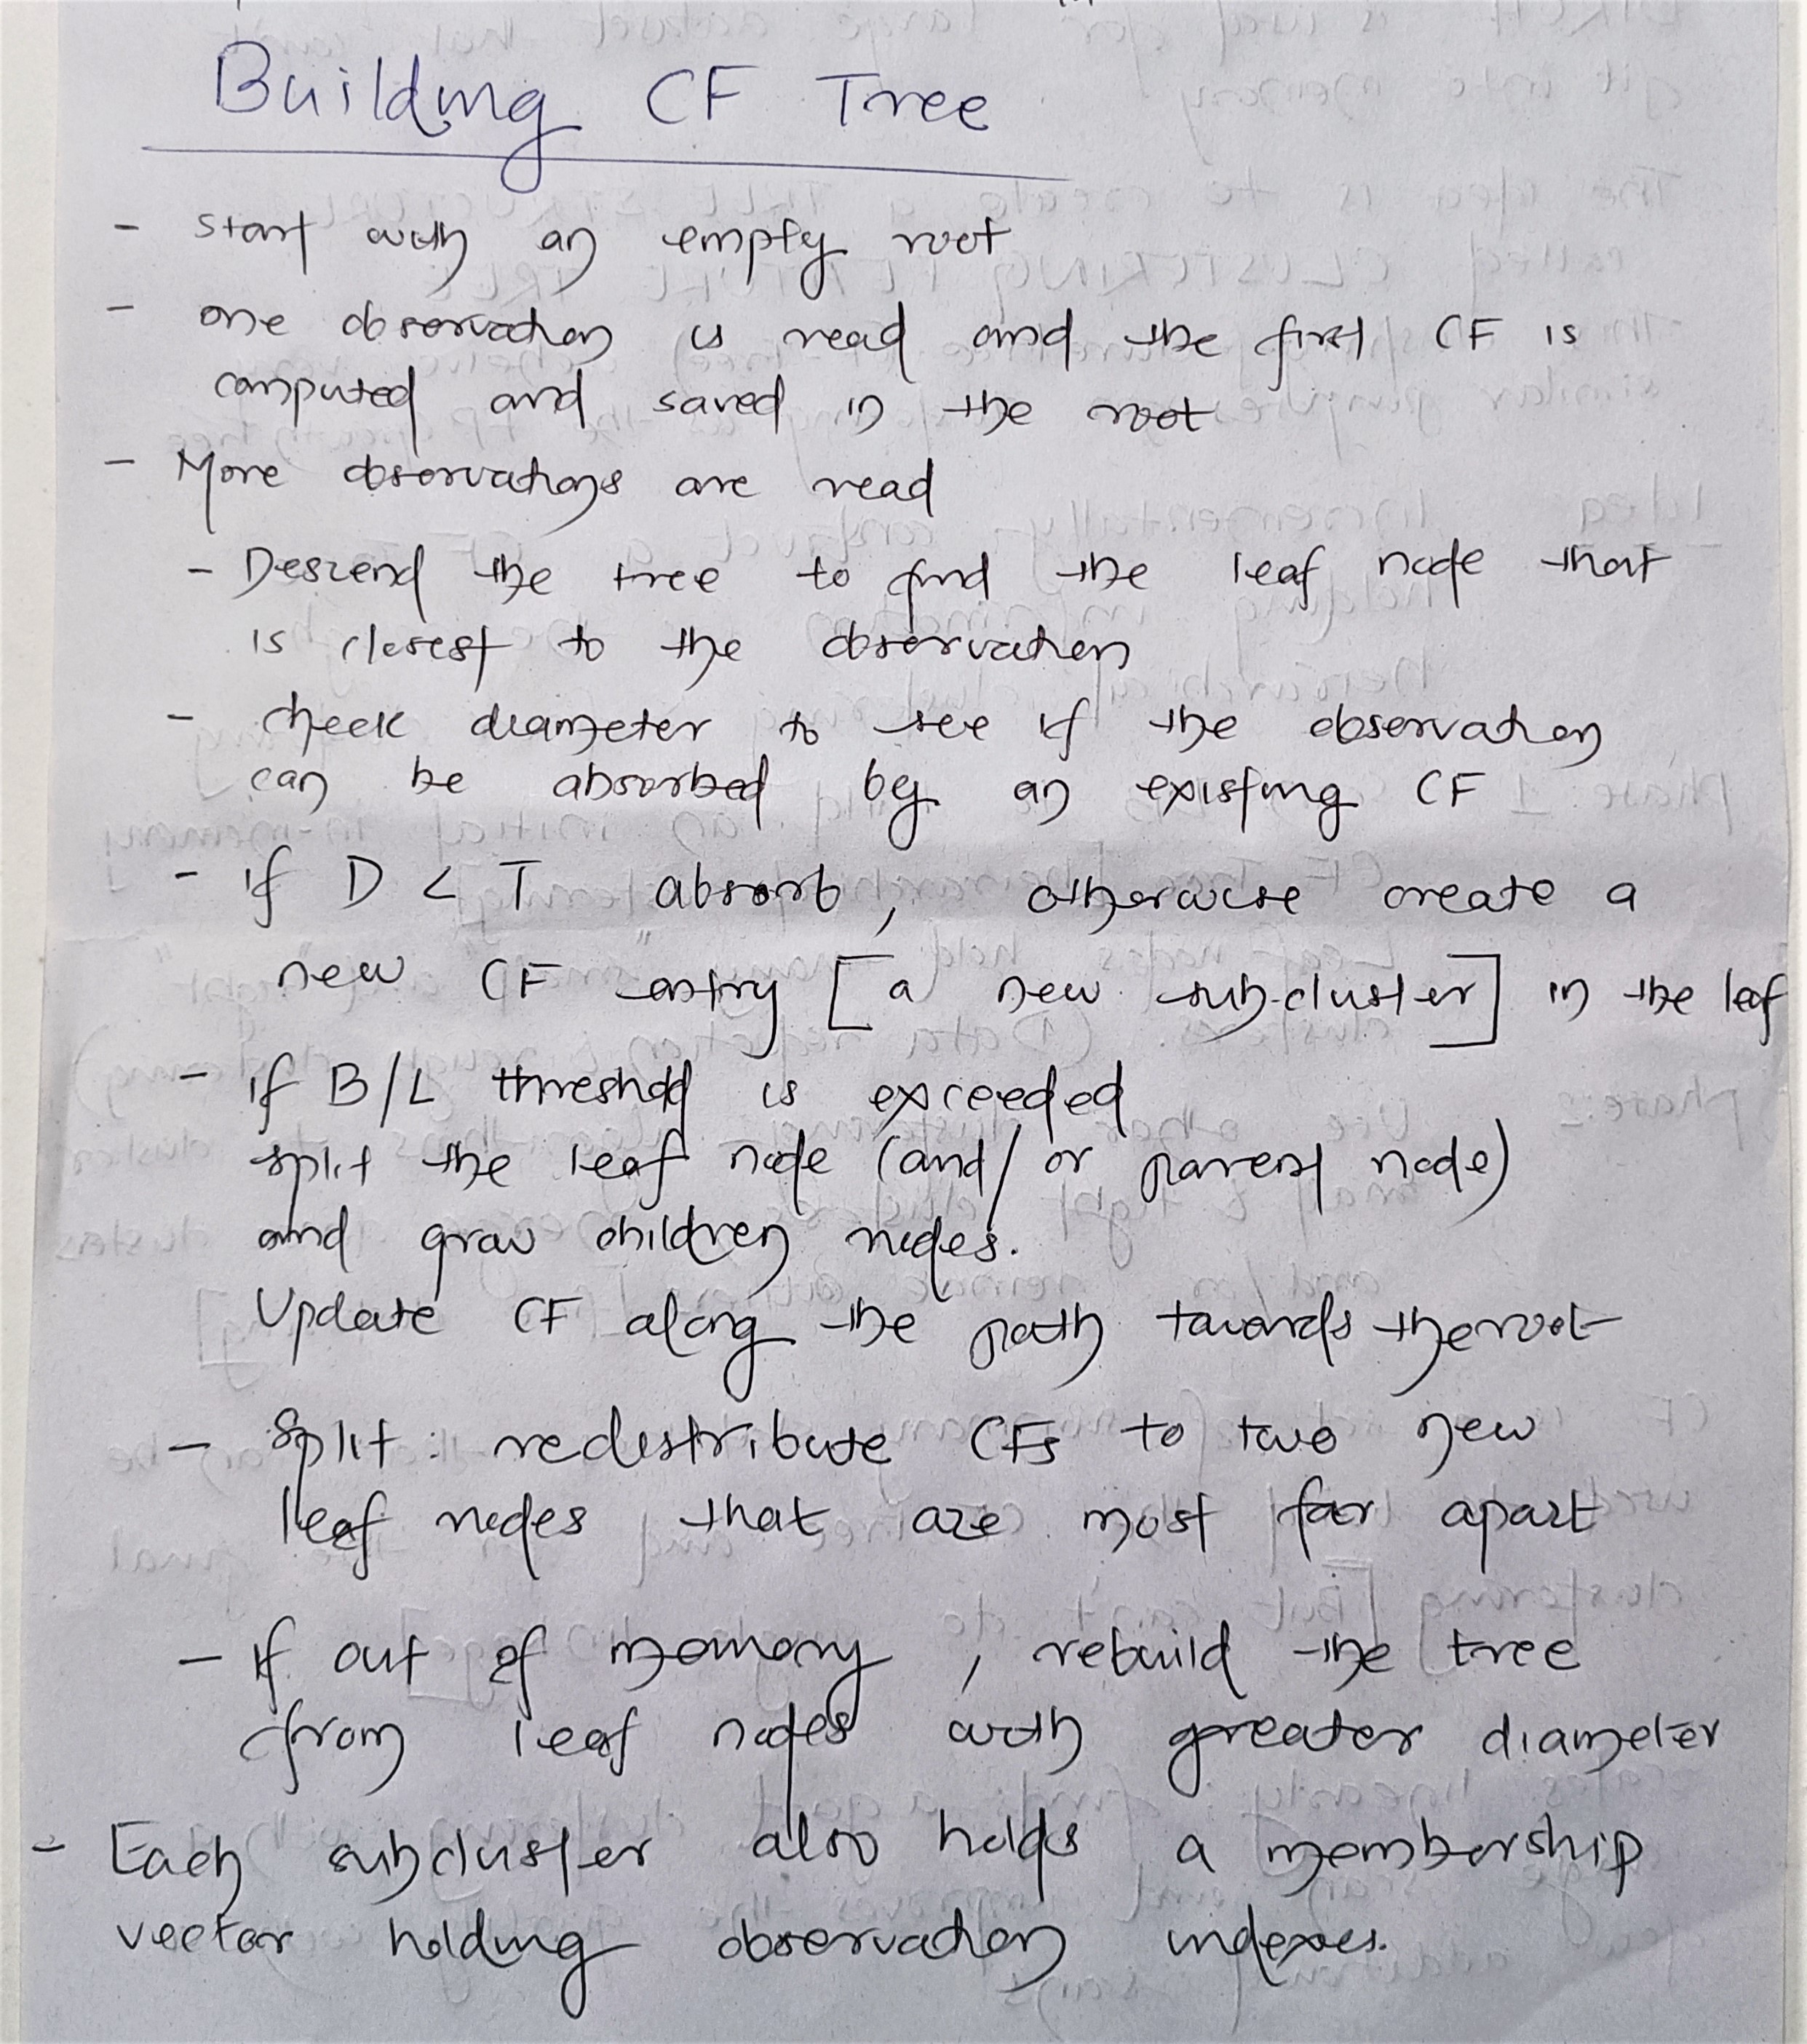 Building CF Tree
- start with an empty root
- one observation is read and the first CF is
computed and saved in the root
- More observations are read
- Descend the tree to find the leaf node that
is closest to the observation
- check diameter to see if the observation
can be absorbed by an existing CF
- if D < T absorb, otherwise create a
new CF entry [a new sub-cluster] in the leaf
- if B/L threshold is exceeded
split the leaf node (and/or parent node)
and grow children nodes.
Update CF along the path towards the root
- Split: redistribute CFs to two new
leaf nodes that are most far apart
- If out of memory, rebuild the tree
from leaf nodes with greater diameter
- Each subcluster also holds a membership
vector holding observation indexes.